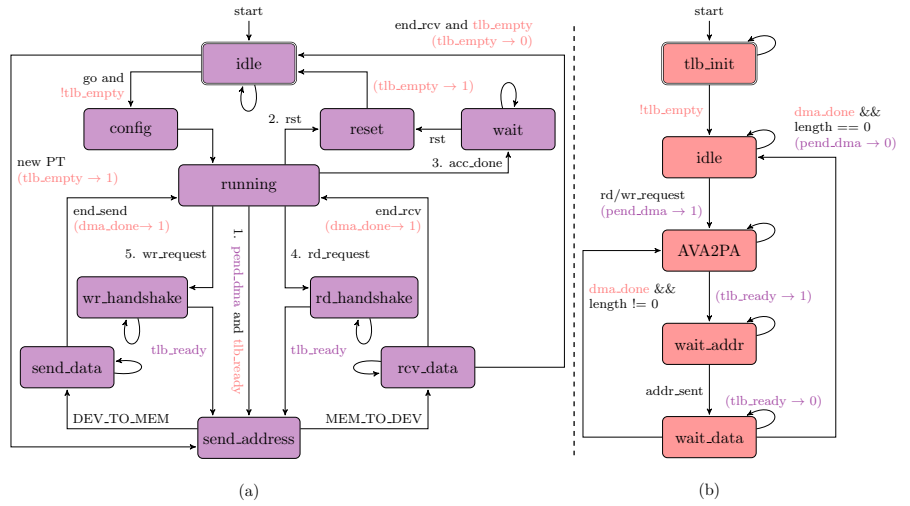 start
end_rcv and tlb_empty
(tlb_empty → 0)
idle
go and
!tlb_empty
(tlb_empty → 1)
config
2. rst
reset
rst
wait
3. acc_done
new PT
(tlb_empty → 1)
running
end_send
(dma_done→ 1)
end_rcv
(dma_done→ 1)
5. wr_request
1. pend_dma and tlb_ready
4. rd_request
wr_handshake
rd_handshake
tlb_ready
tlb_ready
send_data
rcv_data
DEV_TO_MEM
MEM_TO_DEV
send_address
(a)
start
tlb_init
!tlb_empty
dma_done &&
length == 0
(pend_dma → 0)
idle
rd/wr_request
(pend_dma → 1)
AVA2PA
dma_done &&
length != 0
(tlb_ready → 1)
wait_addr
addr_sent
(tlb_ready → 0)
wait_data
(b)